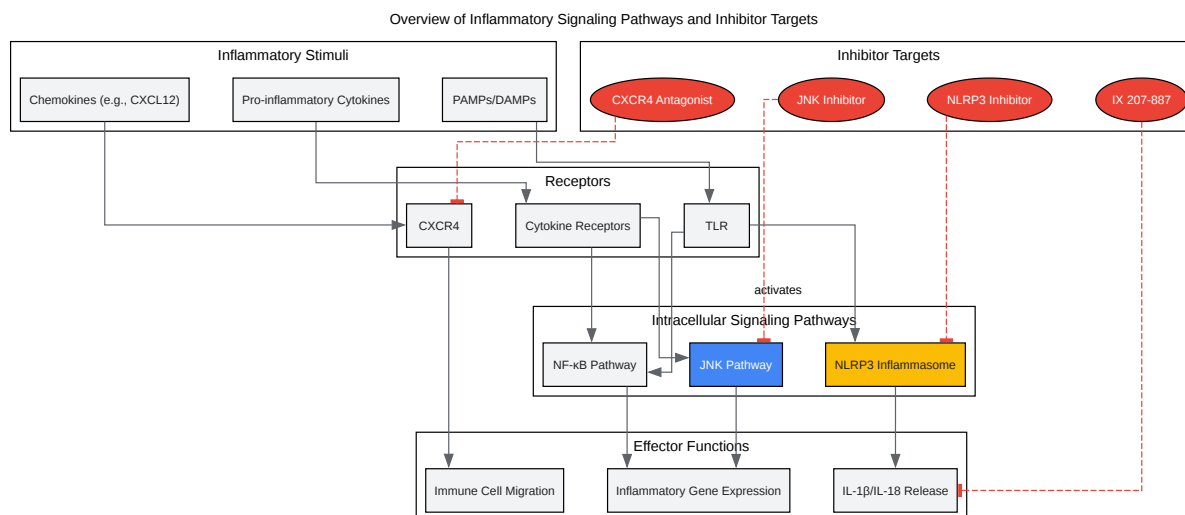 Overview of Inflammatory Signaling Pathways and Inhibitor Targets
Inflammatory Stimuli
Inhibitor Targets
Chemokines (e.g., CXCL12)
Pro-inflammatory Cytokines
PAMPs/DAMPs
CXCR4 Antagonist
JNK Inhibitor
NLRP3 Inhibitor
IX 207-887
Receptors
CXCR4
Cytokine Receptors
TLR
activates
Intracellular Signaling Pathways
NF-κB Pathway
JNK Pathway
NLRP3 Inflammasome
Effector Functions
Immune Cell Migration
Inflammatory Gene Expression
IL-1β/IL-18 Release